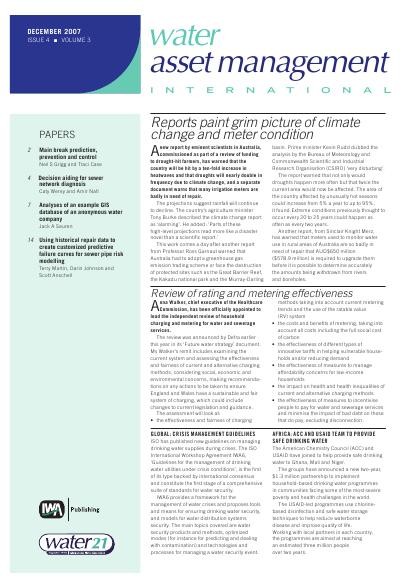 DECEMBER 2007
ISSUE 4 ■ VOLUME 3
water
asset management
INTERNATIONAL
PAPERS
2 Main break prediction,
prevention and control
Neil S Grigg and Traci Case
4 Decision aiding for sewer
network diagnosis
Caty Werey and Amir Nafi
7 Analyses of an example GIS
database of an anonymous water
company
Jack A Saunm
14 Using historical repair data to
create customized predictive
failure curves for sewer pipe risk
modelling
Terry Martin, Darin Johnson and
Scott Anschell
IWA Publishing
water21
Reports paint grim picture of climate
change and meter condition
A new report by eminent scientists in Australia,
commissioned as part of a review of funding
to drought-hit farmers, has warned that the
country will be hit by a ten-fold increase in
heatwaves and that droughts will nearly double in
frequency due to climate change, and a separate
document warns that many irrigation meters are
badly in need of repair.
The projections suggest rainfall will continue
to decline. The country's agriculture minister
Tony Burke described the climate change report
as 'alarming'. He added: 'Parts of these
high-level projections read more like a disaster
novel than a scientific report'.
This work comes a day after another report
from Professor Ross Garnaut warned that
Australia had to adopt a greenhouse gas
emission trading scheme or face the destruction
of protected sites such as the Great Barrier Reef,
the Kakadu national park and the Murray-Darling
basin. Prime minister Kevin Rudd dubbed the
analysis by the Bureau of Meteorology and
Commonwealth Scientific and Industrial
Research Organisation (CSIRO) 'very disturbing'.
The report warned that not only would
droughts happen more often but that twice the
current area would now be affected. The area of
the country affected by unusually hot seasons
could increase from 5% a year to up to 95%,
it found. Extreme conditions previously thought to
occur every 20 to 25 years could happen as
often as every two years.
Another report, from Sinclair Knight Merz,
has warned that meters used to monitor water
use in rural areas of Australia are so badly in
need of repair that AUS$600 million
($578.9 million) is required to upgrade them
before it is possible to determine accurately
the amounts being withdrawn from rivers
and boreholes.
Review of rating and metering effectiveness
Anna Walker, chief executive of the Healthcare
Commission, has been officially appointed to
lead the independent review of household
charging and metering for water and sewerage
services.
The review was announced by Defra earlier
this year in its 'Future water strategy' document.
Ms Walker's remit includes examining the
current system and assessing the effectiveness
and fairness of current and alternative charging
methods, considering social, economic, and
environmental concerns, making recommenda-
tions on any actions to be taken to ensure
England and Wales have a sustainable and fair
system of charging, which could include
changes to current legislation and guidance.
The assessment will look at:
• the effectiveness and fairness of charging
methods taking into account current metering
trends and the use of the ratable value
(RV) system
• the costs and benefits of metering, taking into
account all costs including the full social cost
of carbon
• the effectiveness of different types of
innovative tariffs in helping vulnerable house-
holds and/or reducing demand
• the effectiveness of measures to manage
affordability concerns for low income
households
• the impact on health and health inequalities of
current and alternative charging methods
• the effectiveness of measures to incentivise
people to pay for water and sewerage services
and minimise the impact of bad debt on those
that do pay, excluding disconnection.
GLOBAL: CRISIS MANAGEMENT GUIDELINES
ISO has published new guidelines on managing
drinking water supplies during crises. The ISO
International Workshop Agreement IWA6,
'Guidelines for the management of drinking
water utilities under crisis conditions', is the first
of its type backed by international consensus
and constitute the first stage of a comprehensive
suite of standards for water security.
IWA6 provides a framework for the
management of water crises and proposes tools
and means for ensuring drinking water security,
and models for water distribution systems
security. The main topics covered are water
security products and methods, optimized
modes (for instance for predicting and dealing
with contamination) and technologies and
processes for managing a water security event.
AFRICA: ACC AND USAID TEAM TO PROVIDE
SAFE DRINKING WATER
The American Chemistry Council (ACC) and
USAID have joined to help provide safe drinking
water to Ghana, Mali and Niger.
The groups have announced a new two-year,
$1.3 million partnership to implement
household-based drinking water programmes
in communities facing some of the most severe
poverty and health challenges in the world.
The USAID-led programmes use chlorine-
based disinfection and safe water storage
techniques to help reduce waterborne
disease and improve quality of life.
Working with local partners in each country,
the programmes are aimed at reaching
an estimated three million people
over two years.